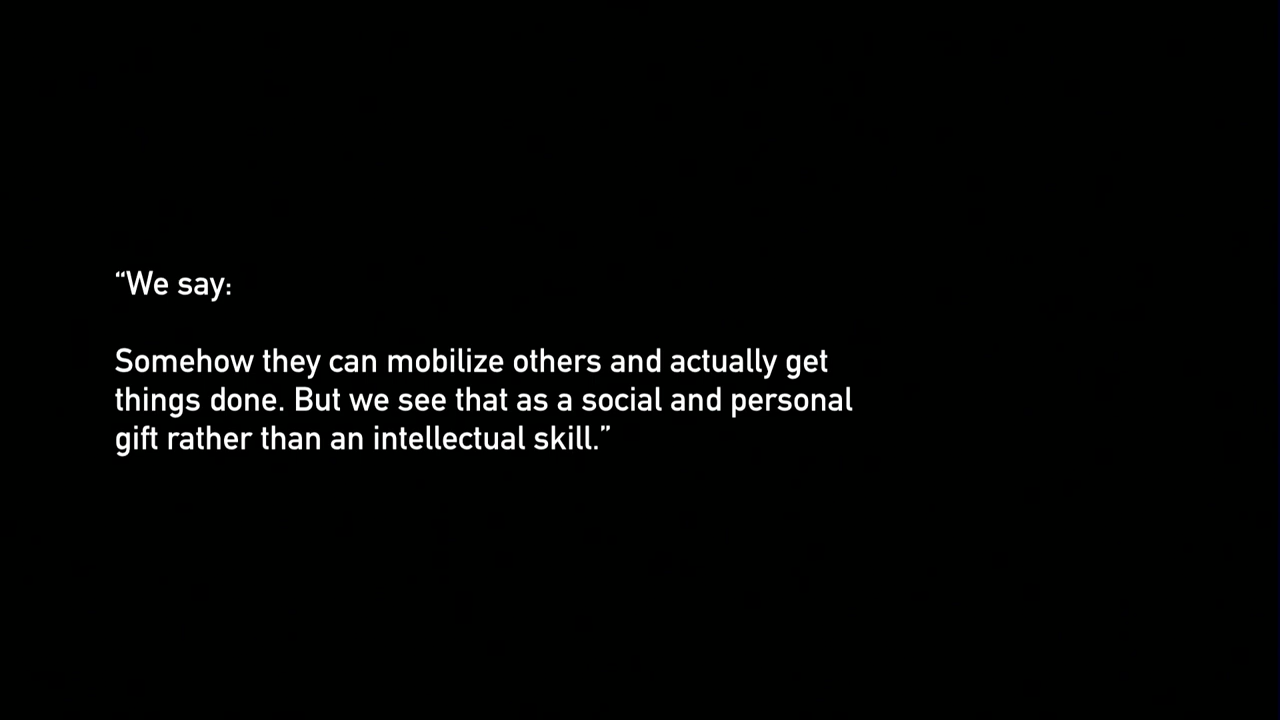 “We say:
Somehow they can mobilize others and actually get
things done. But we see that as a social and personal
gift rather than an intellectual skill.”